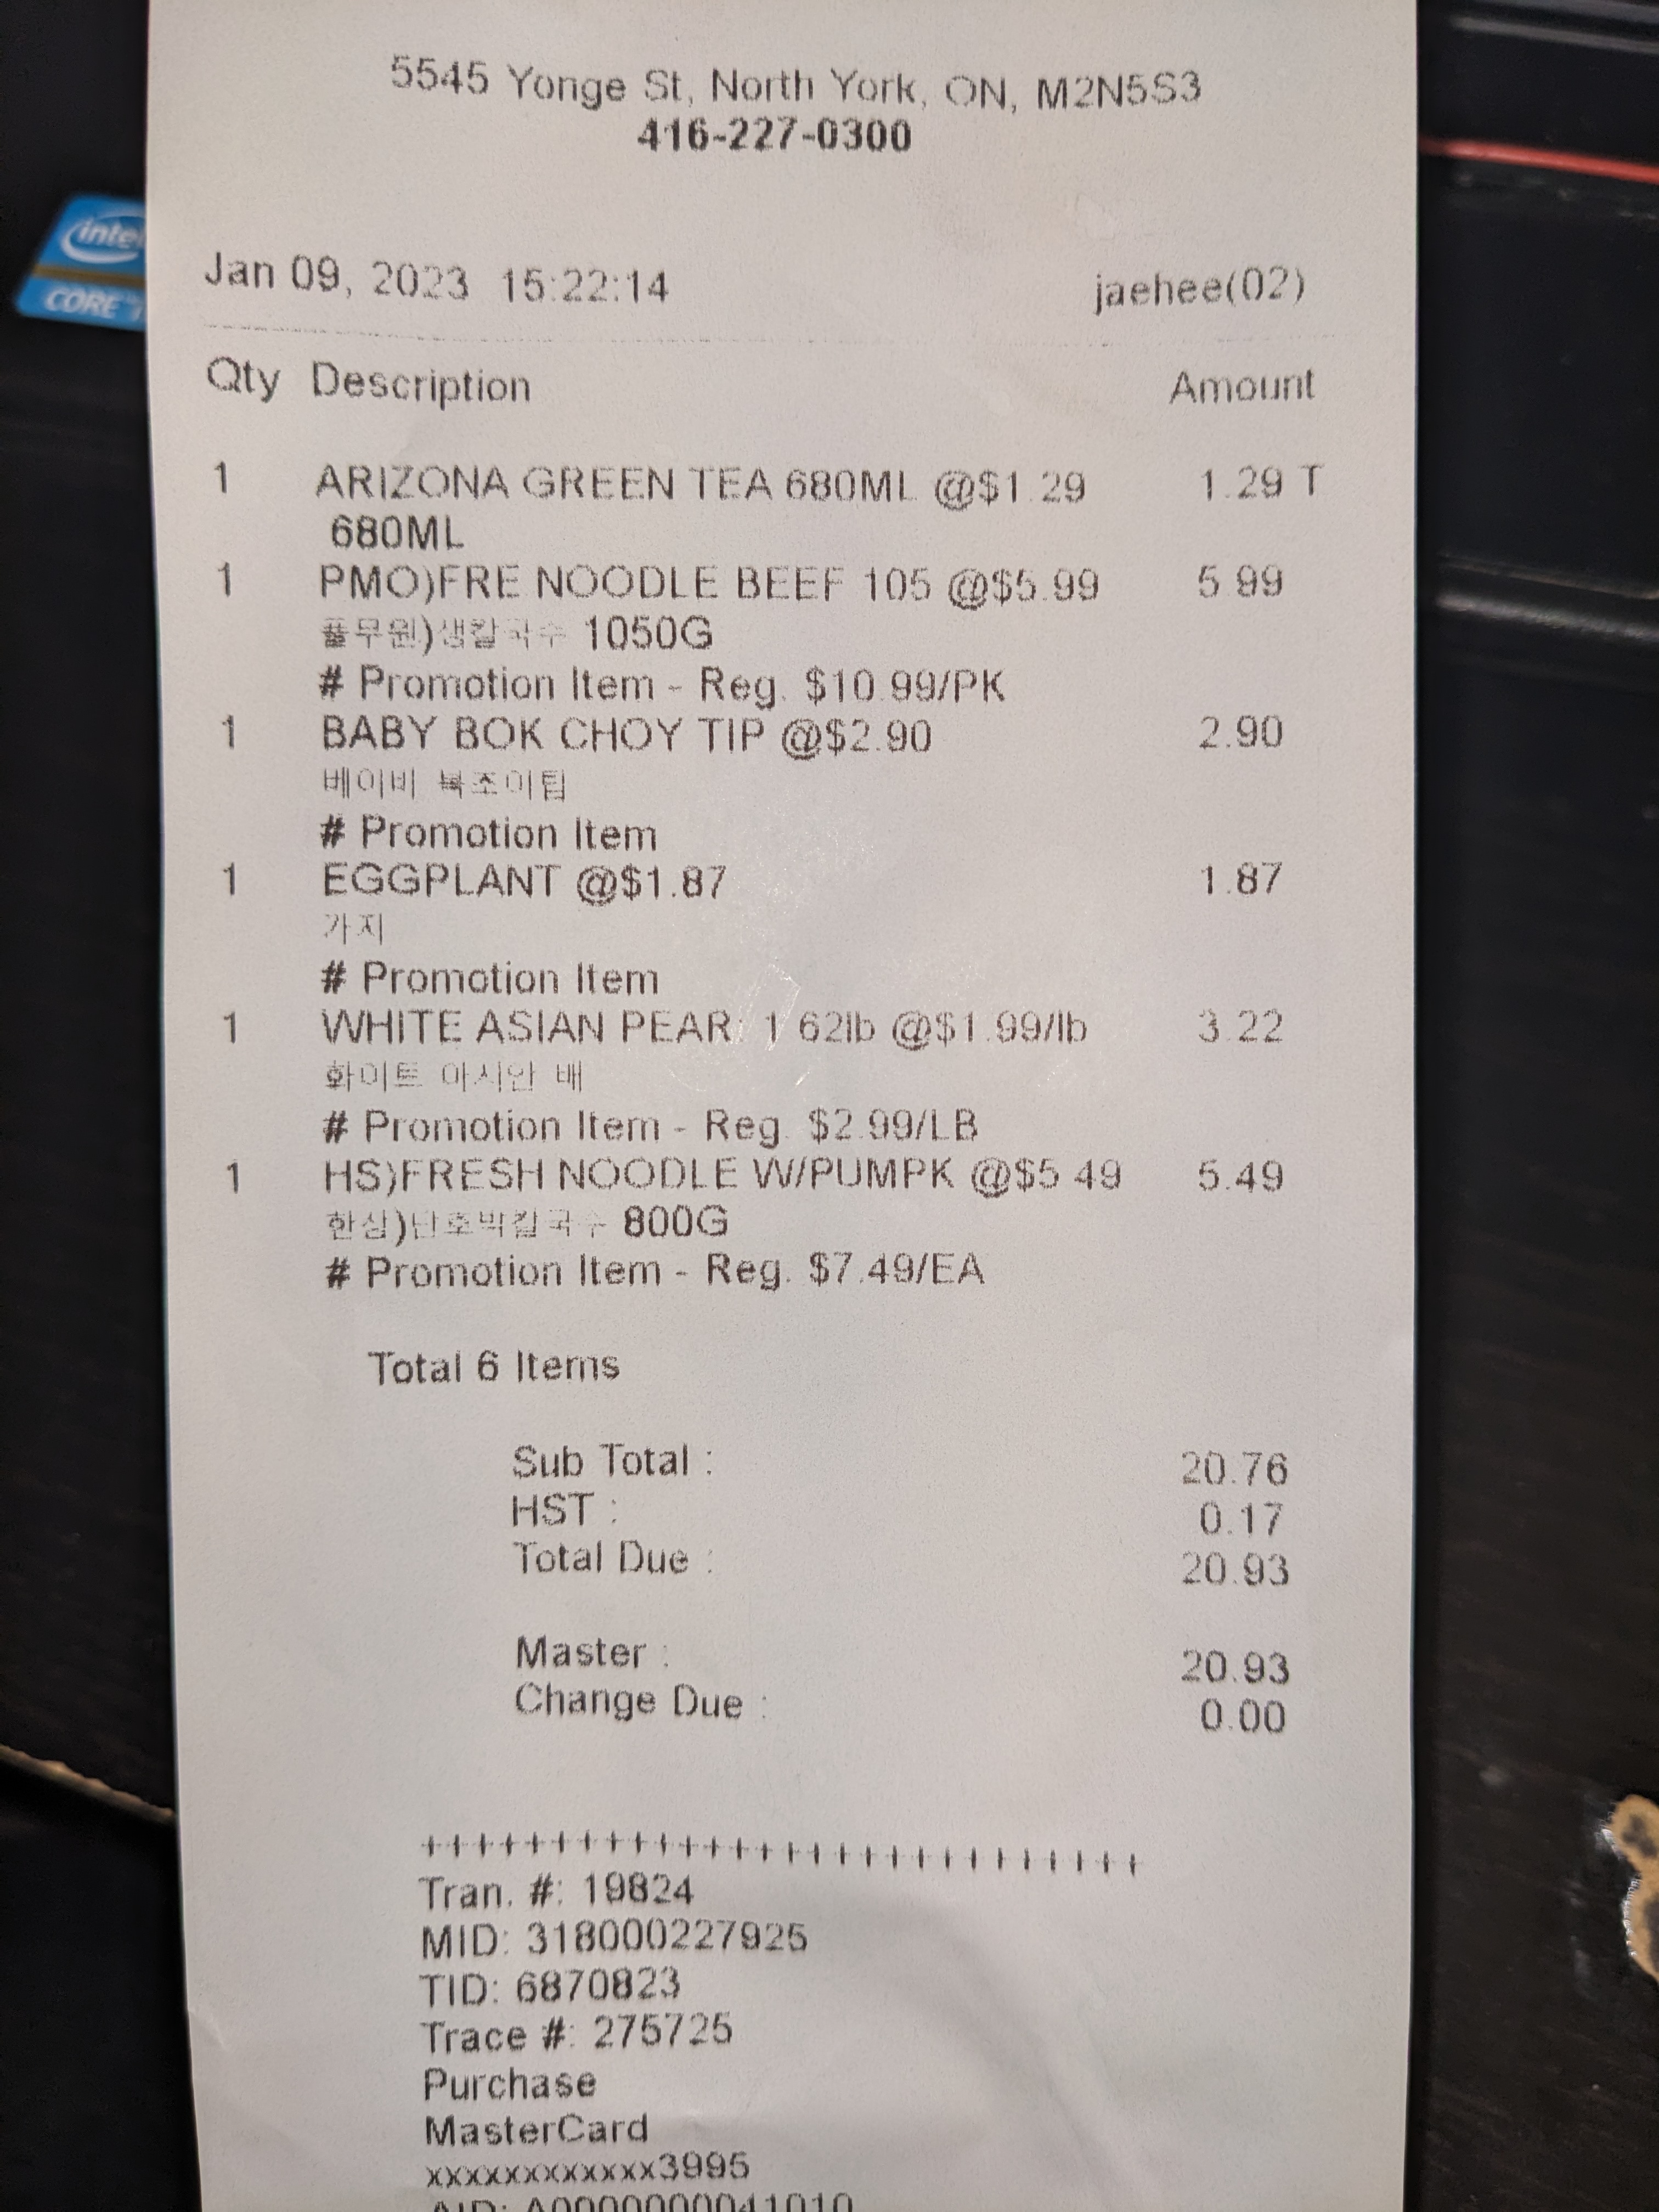 5545 Yonge St, North York, ON, M2N5S3
416-227-0300
intel
CORE
Jan 09, 2023 15:22:14 jaehee(02)
Qty Description Amount
1 ARIZONA GREEN TEA 680ML @$1.29 1.29 T
680ML
1 PMO)FRE NOODLE BEEF 105 @$5.99 5.99
풀무원)생칼국수 1050G
# Promotion Item - Reg. $10.99/PK
1 BABY BOK CHOY TIP @$2.90 2.90
베이비 복조이팁
# Promotion Item
1 EGGPLANT @$1.87 1.87
가지
# Promotion Item
1 WHITE ASIAN PEAR: 1.62lb @$1.99/lb 3.22
화이트 아시안 배
# Promotion Item - Reg. $2.99/LB
1 HS)FRESH NOODLE W/PUMPK @$5.49 5.49
한상)단호박칼국수 800G
# Promotion Item - Reg. $7.49/EA
Total 6 Items
Sub Total : 20.76
HST : 0.17
Total Due : 20.93
Master : 20.93
Change Due : 0.00
++++++++++++++++++++++++++++
Tran. #: 19824
MID: 318000227925
TID: 6870823
Trace #: 275725
Purchase
MasterCard
xxxxxxxxxxxx3995
AID: A0000000041010